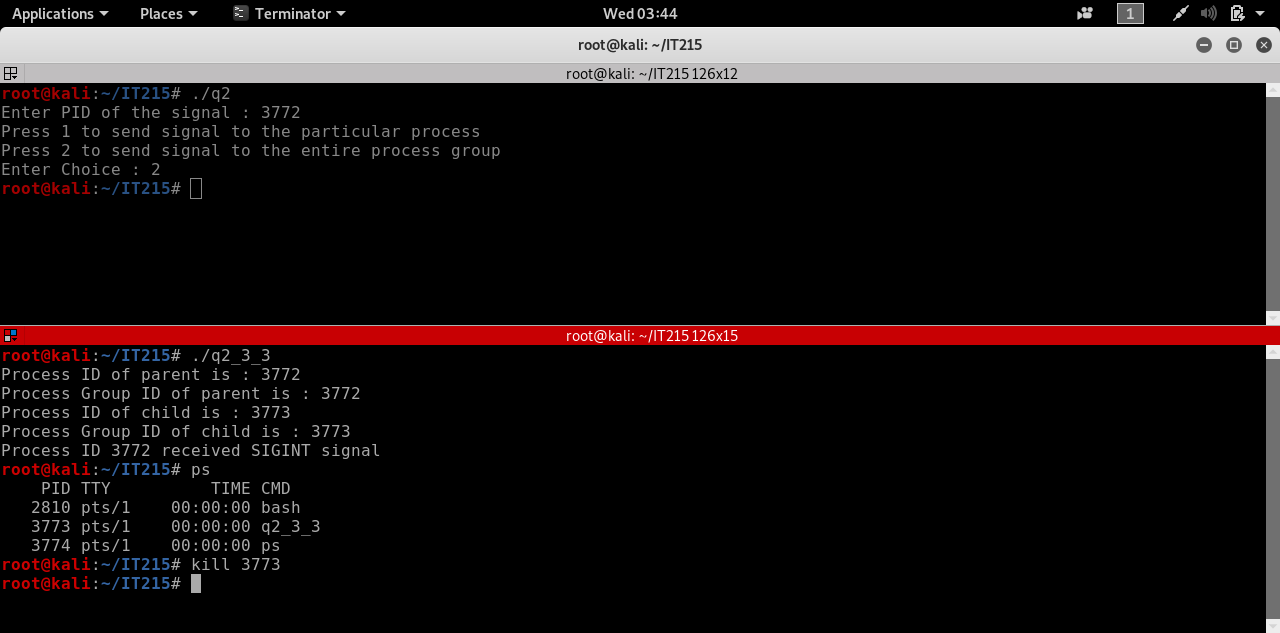 Applications Places Terminator Wed 03:44 1
root@kali: ~/IT215
root@kali: ~/IT215 126x12
root@kali:~/IT215# ./q2
Enter PID of the signal : 3772
Press 1 to send signal to the particular process
Press 2 to send signal to the entire process group
Enter Choice : 2
root@kali:~/IT215#
root@kali: ~/IT215 126x15
root@kali:~/IT215# ./q2_3_3
Process ID of parent is : 3772
Process Group ID of parent is : 3772
Process ID of child is : 3773
Process Group ID of child is : 3773
Process ID 3772 received SIGINT signal
root@kali:~/IT215# ps
    PID TTY          TIME CMD
   2810 pts/1    00:00:00 bash
   3773 pts/1    00:00:00 q2_3_3
   3774 pts/1    00:00:00 ps
root@kali:~/IT215# kill 3773
root@kali:~/IT215#